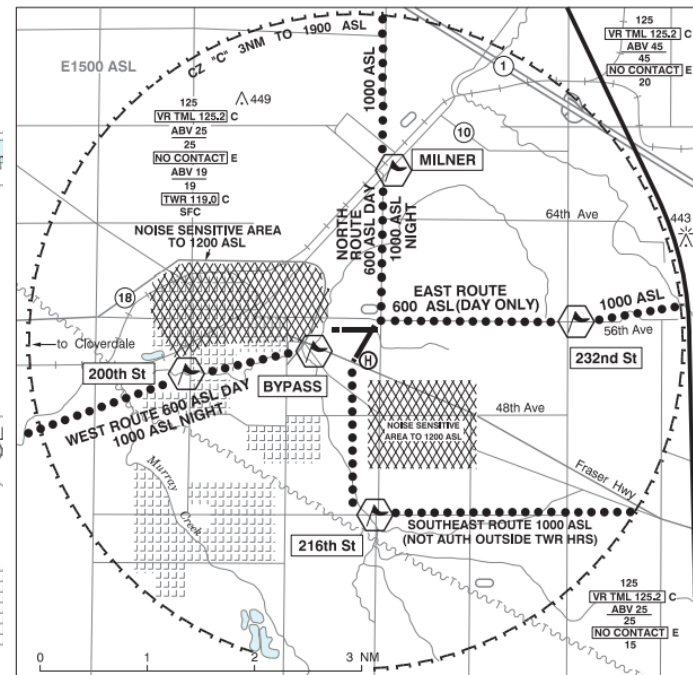 CZ "C" 3NM TO 1900 ASL
E1500 ASL
125
VR TML 125.2 C
ABV 25
25
NO CONTACT E
ABV 19
19
TWR 119.0 C
SFC
449
NOISE SENSITIVE AREA
TO 1200 ASL
1000 ASL
1
125
VR TML 125.2 C
ABV 45
45
NO CONTACT E
20
10
MILNER
NORTH
ROUTE
600 ASL DAY
1000 ASL
NIGHT
64th Ave
443
EAST ROUTE
600 ASL(DAY ONLY)
1000 ASL
56th Ave
232nd St
18
to Cloverdale
200th St
BYPASS
H
WEST ROUTE 600 ASL DAY
1000 ASL NIGHT
48th Ave
NOISE SENSITIVE
AREA TO 1200 ASL
Fraser Hwy
Murray
Creek
216th St
SOUTHEAST ROUTE 1000 ASL
(NOT AUTH OUTSIDE TWR HRS)
125
VR TML 125.2 C
ABV 25
25
NO CONTACT E
15
0 1 2 3 NM